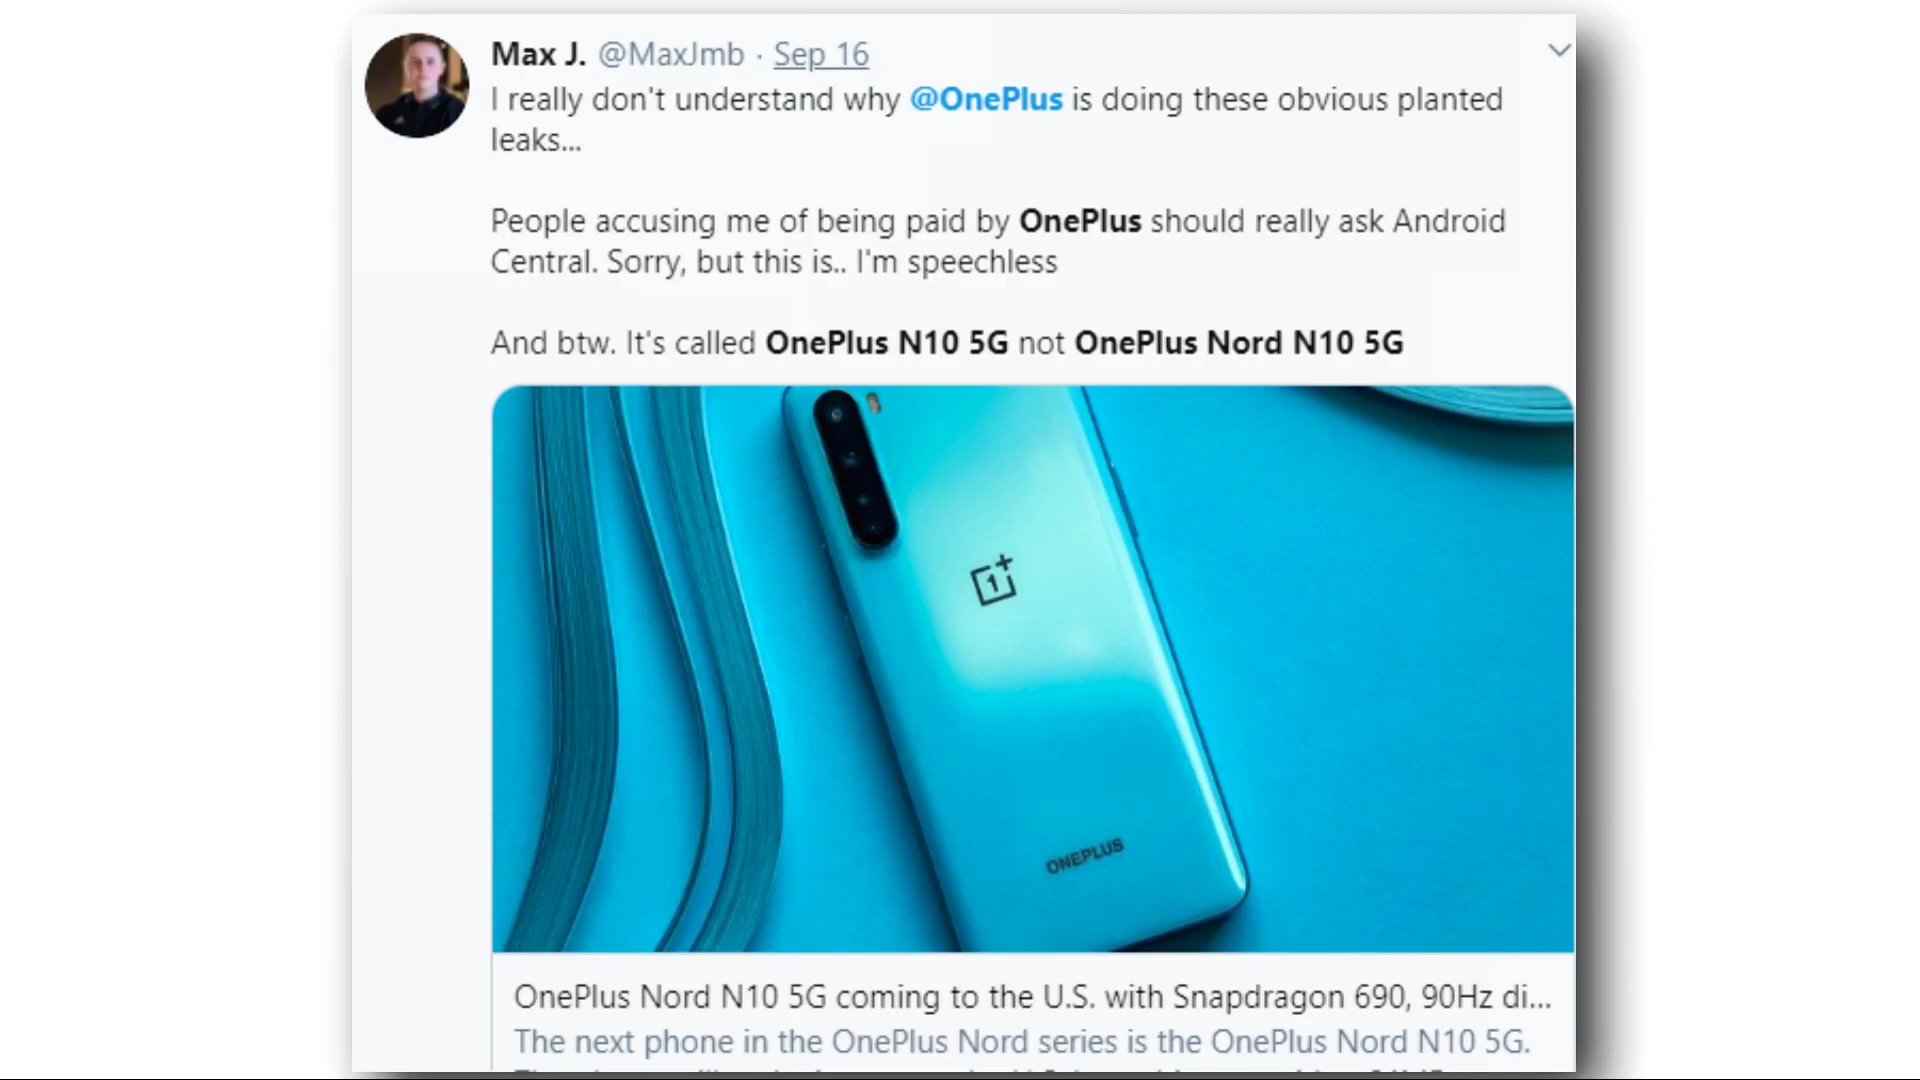 Max J. @MaxJmb · Sep 16
I really don't understand why @OnePlus is doing these obvious planted
leaks...
People accusing me of being paid by OnePlus should really ask Android
Central. Sorry, but this is.. I'm speechless
And btw. It's called OnePlus N10 5G not OnePlus Nord N10 5G
1+
ONEPLUS
OnePlus Nord N10 5G coming to the U.S. with Snapdragon 690, 90Hz di...
The next phone in the OnePlus Nord series is the OnePlus Nord N10 5G.